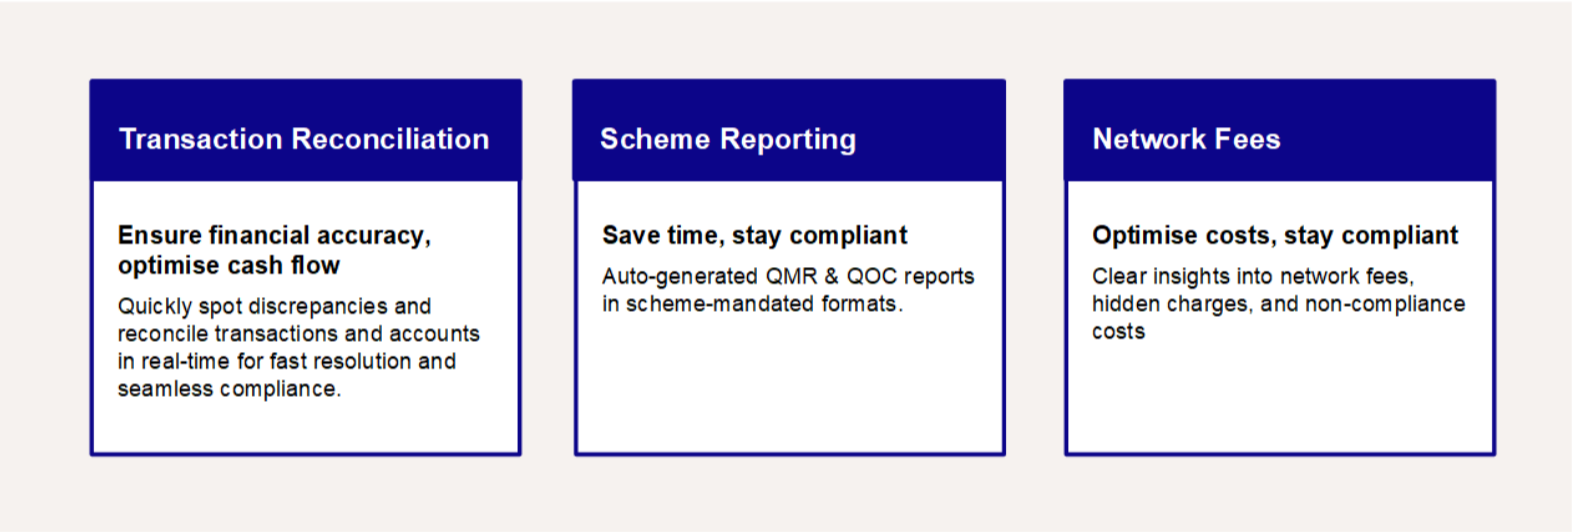 Transaction Reconciliation
Ensure financial accuracy,
optimise cash flow
Quickly spot discrepancies and
reconcile transactions and accounts
in real-time for fast resolution and
seamless compliance.
Scheme Reporting
Save time, stay compliant
Auto-generated QMR & QOC reports
in scheme-mandated formats.
Network Fees
Optimise costs, stay compliant
Clear insights into network fees,
hidden charges, and non-compliance
costs